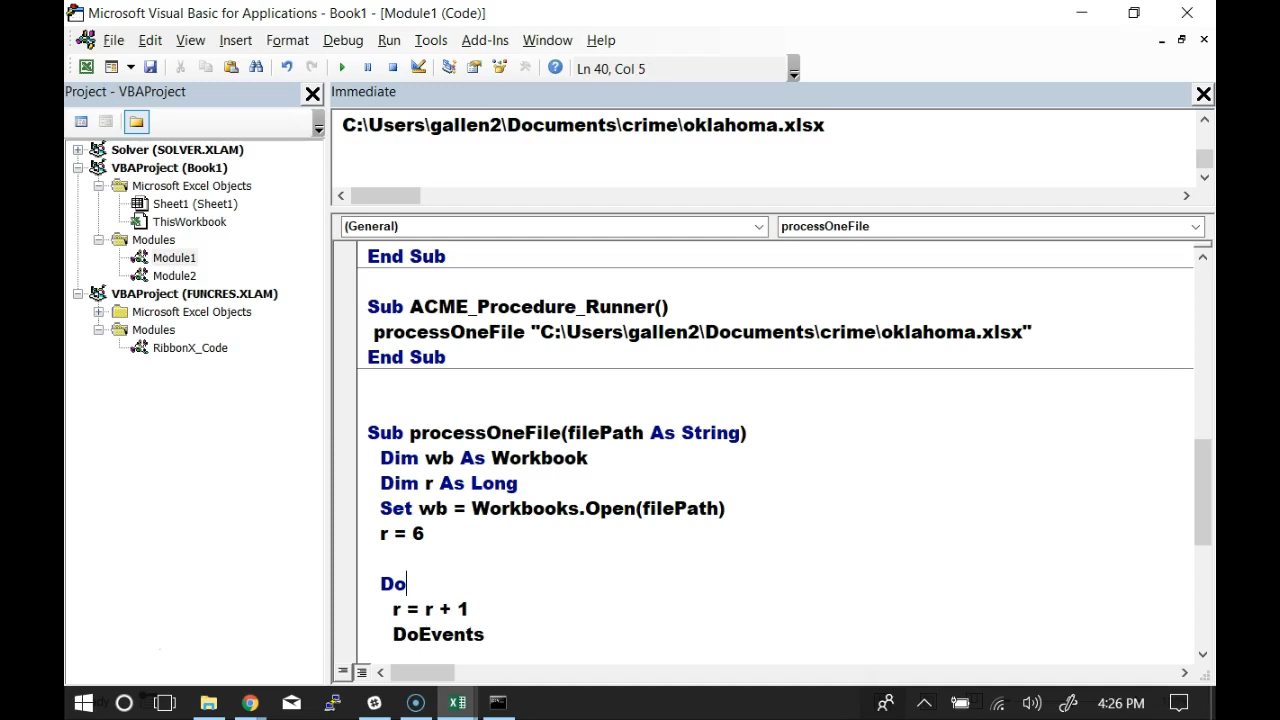 Microsoft Visual Basic for Applications - Book1 - [Module1 (Code)]
File Edit View Insert Format Debug Run Tools Add-Ins Window Help
Ln 40, Col 5
Project - VBAProject
Solver (SOLVER.XLAM)
VBAProject (Book1)
Microsoft Excel Objects
Sheet1 (Sheet1)
ThisWorkbook
Modules
Module1
Module2
VBAProject (FUNCRES.XLAM)
Microsoft Excel Objects
Modules
RibbonX_Code
Immediate
C:\Users\gallen2\Documents\crime\oklahoma.xlsx
(General) processOneFile
End Sub
Sub ACME_Procedure_Runner()
processOneFile "C:\Users\gallen2\Documents\crime\oklahoma.xlsx"
End Sub
Sub processOneFile(filePath As String)
Dim wb As Workbook
Dim r As Long
Set wb = Workbooks.Open(filePath)
r = 6
Do
r = r + 1
DoEvents
4:26 PM